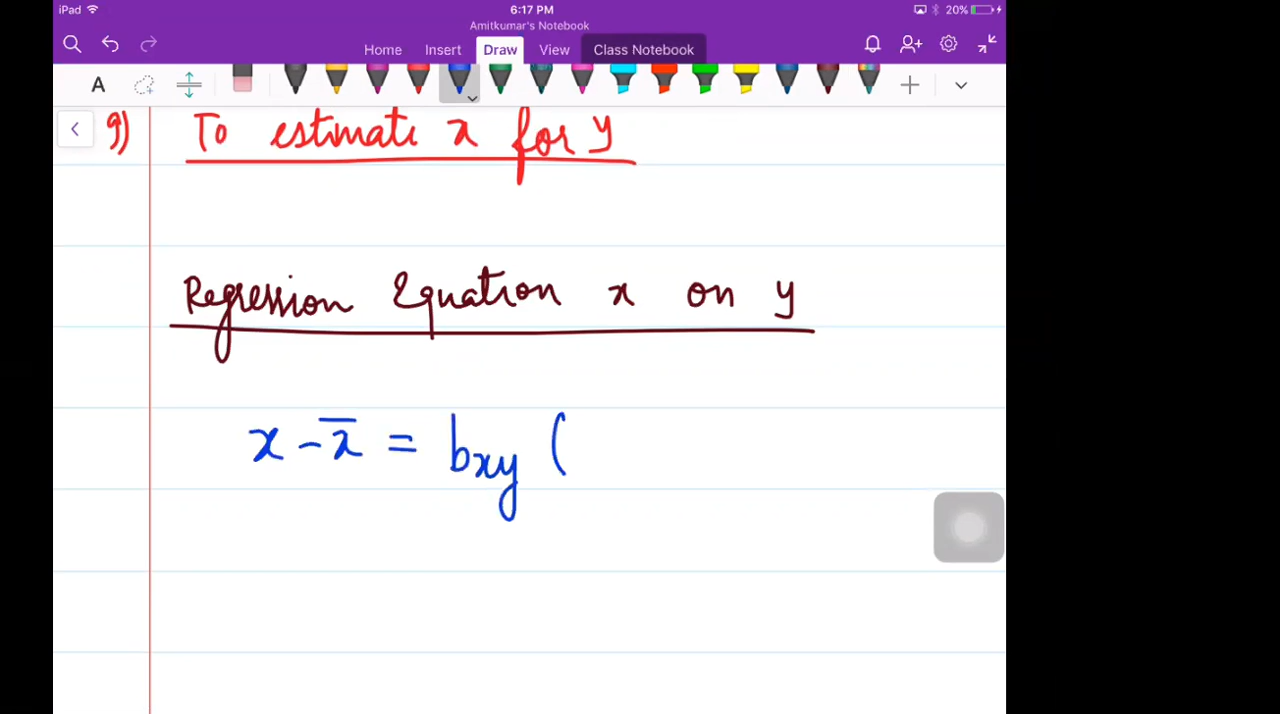 iPad 6:17 PM 20%
Amitkumar's Notebook
Home Insert Draw View Class Notebook
A
9) To estimate x for y
Regression Equation x on y
x - x̅ = bxy (